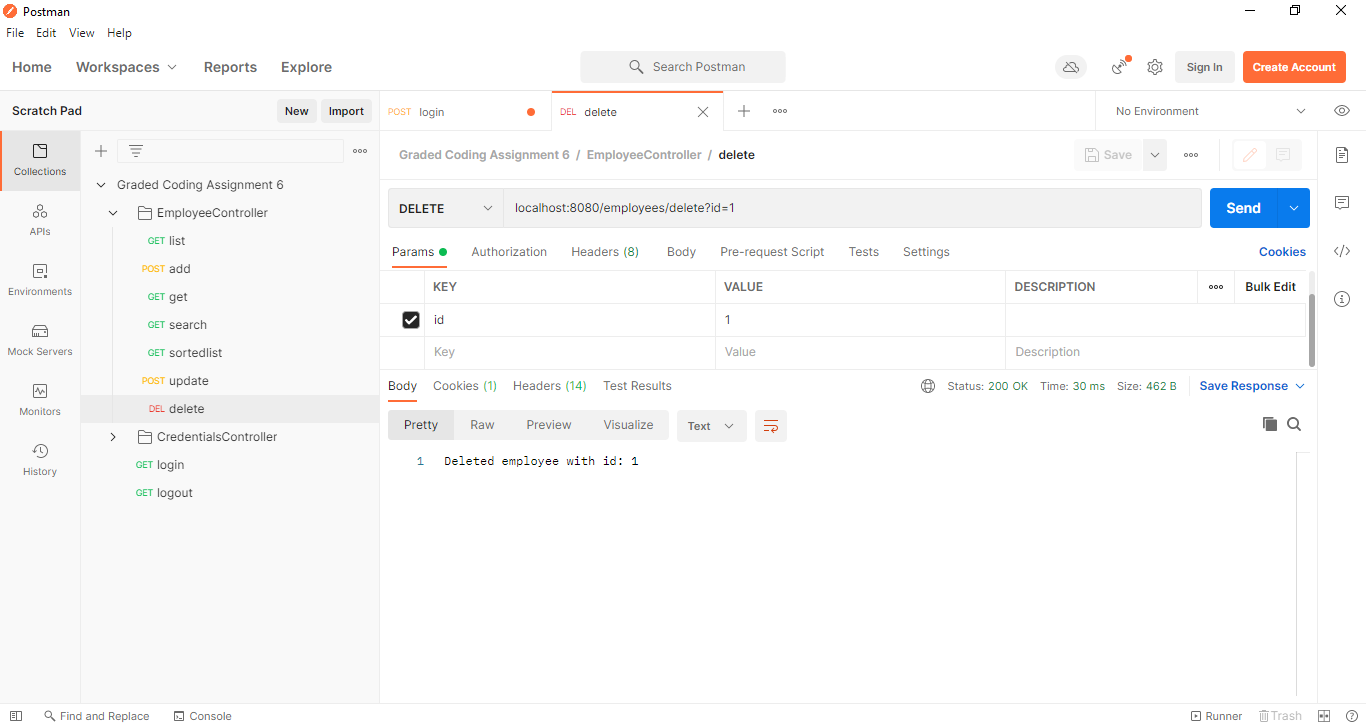 Postman
File Edit View Help
Home Workspaces Reports Explore Search Postman Sign In Create Account
Scratch Pad New Import
POST login DEL delete No Environment
Collections
APIs
Environments
Mock Servers
Monitors
History
Graded Coding Assignment 6
EmployeeController
GET list
POST add
GET get
GET search
GET sortedlist
POST update
DEL delete
CredentialsController
GET login
GET logout
Graded Coding Assignment 6 / EmployeeController / delete Save
DELETE localhost:8080/employees/delete?id=1 Send
Params Authorization Headers (8) Body Pre-request Script Tests Settings Cookies
KEY VALUE DESCRIPTION Bulk Edit
id 1
Key Value Description
Body Cookies (1) Headers (14) Test Results Status: 200 OK Time: 30 ms Size: 462 B Save Response
Pretty Raw Preview Visualize Text
1 Deleted employee with id: 1
Find and Replace Console Runner Trash